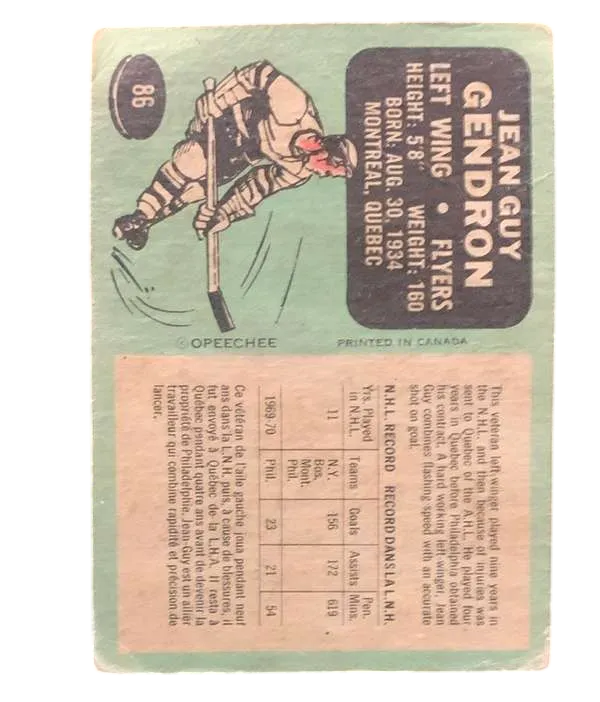 86
JEAN GUY
GENDRON
LEFT WING • FLYERS
HEIGHT: 5'8" WEIGHT: 160
BORN: AUG. 30, 1934
MONTREAL, QUEBEC
© OPEECHEE
PRINTED IN CANADA
This veteran left-winger played nine years in
the N.H.L. and then because of injuries was
sent to Quebec of the A.H.L. He played four
years in Quebec before Philadelphia obtained
his contract. A hard working left winger, Jean
Guy combines flashing speed with an accurate
shot on goal.
N.H.L. RECORD RECORD DANS LA L.N.H.
Yrs. Played Teams Goals Assists Pen.
in N.H.L. Mins.
11 N.Y. 156 172 619
Bos.
Mont.
Phil.
1969-70 Phil. 23 21 54
Ce vétéran de l'aile gauche joua pendant neuf
ans dans la L.N.H. puis, à cause de blessures, il
fut envoyé à Québec de la L.H.A. Il resta à
Québec pendant quatre ans avant de devenir la
propriété de Philadelphie. Jean-Guy est un ailier
travailleur qui combine rapidité et précision de
lancer.